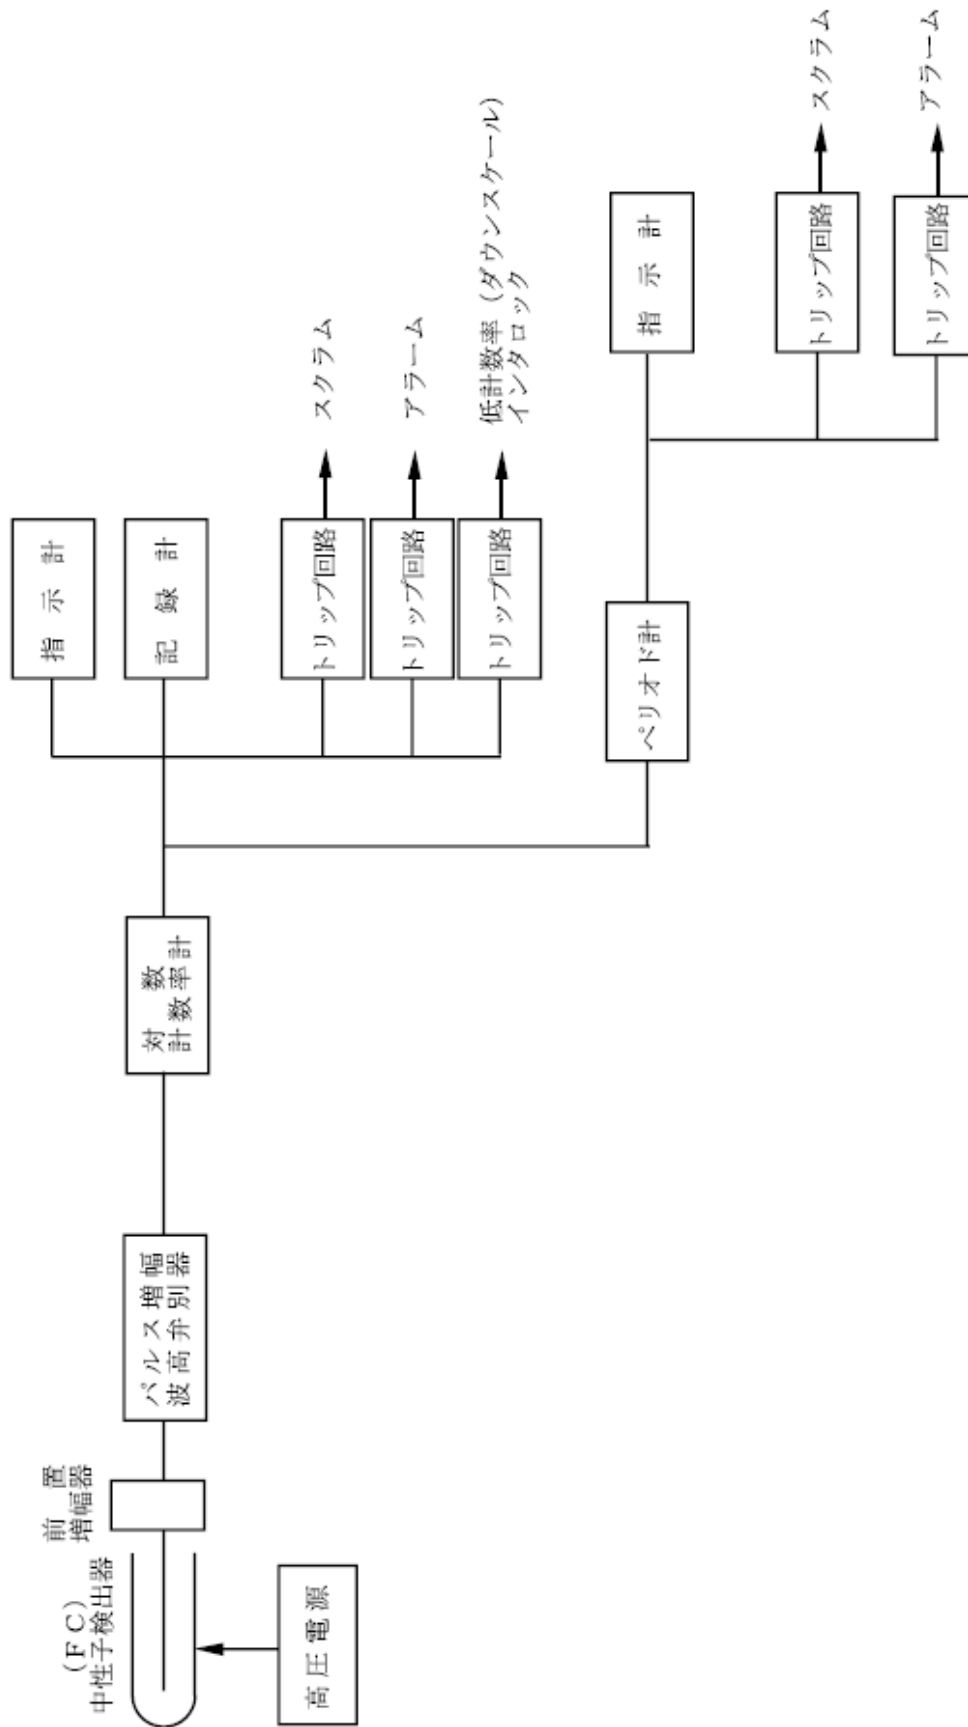 中性子検出器
(FC)
前置
増幅器
高圧電源
パルス増幅
波高弁別器
対数
計数率計
指示計
記録計
トリップ回路
スクラム
トリップ回路
アラーム
トリップ回路
低計数率(ダウンスケール)
インタロック
ペリオド計
指示計
トリップ回路
スクラム
トリップ回路
アラーム